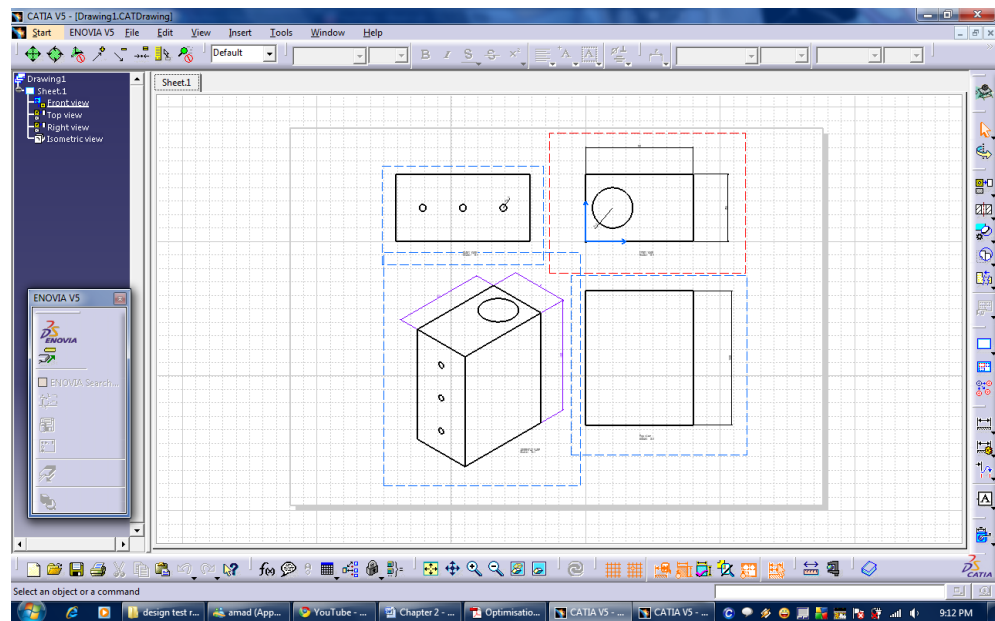 CATIA V5 - [Drawing1.CATDrawing]
Start ENOVIA V5 File Edit View Insert Tools Window Help
Default
B I S S
Drawing1
Sheet.1
Front view
Top view
Right view
Isometric view
Sheet.1
ENOVIA V5
ENOVIA
ENOVIA Search...
f(x)
CATIA
Select an object or a command
design test r... amad (App... YouTube - ... Chapter 2 - ... Optimisatio... CATIA V5 - ... CATIA V5 - ... 9:12 PM